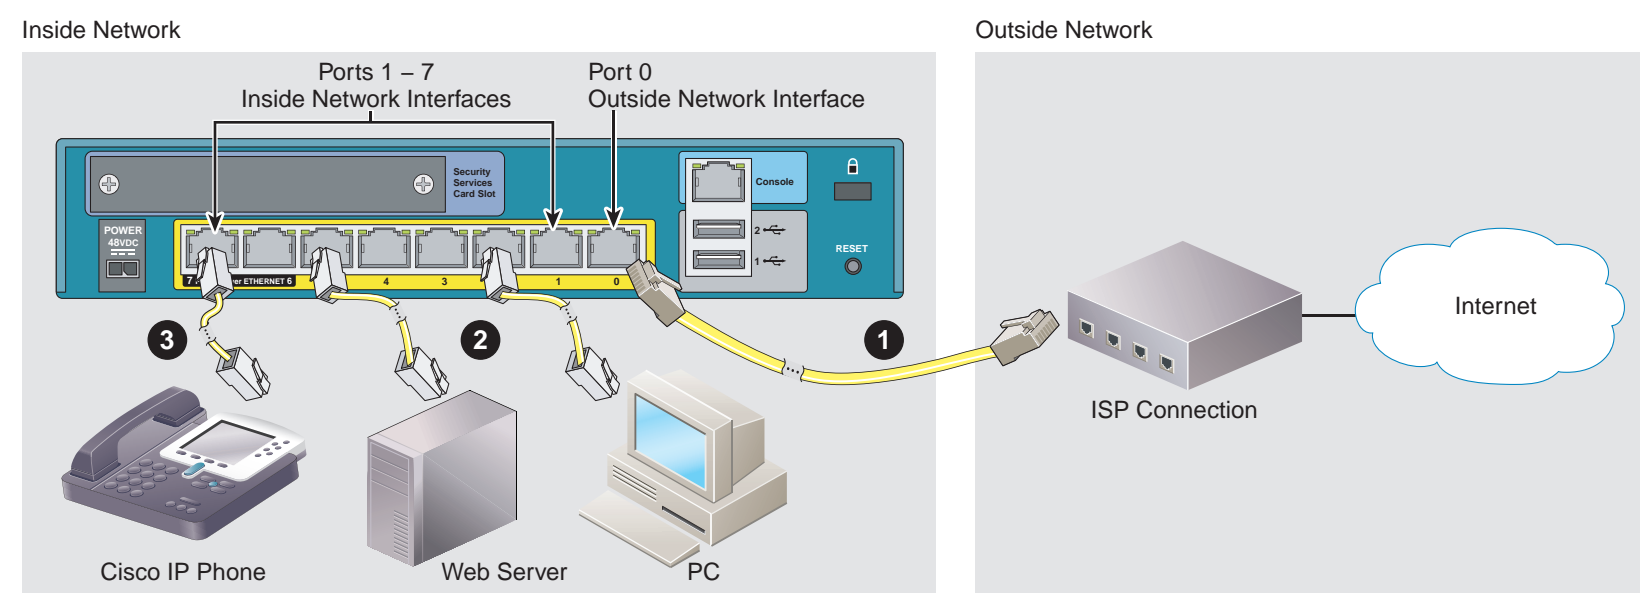 Inside Network
Outside Network
Ports 1 – 7
Inside Network Interfaces
Port 0
Outside Network Interface
Security
Services
Card Slot
Console
POWER
48VDC
2
1
RESET
7
ver ETHERNET 6
4
3
1
0
3
2
1
Internet
ISP Connection
Cisco IP Phone
Web Server
PC